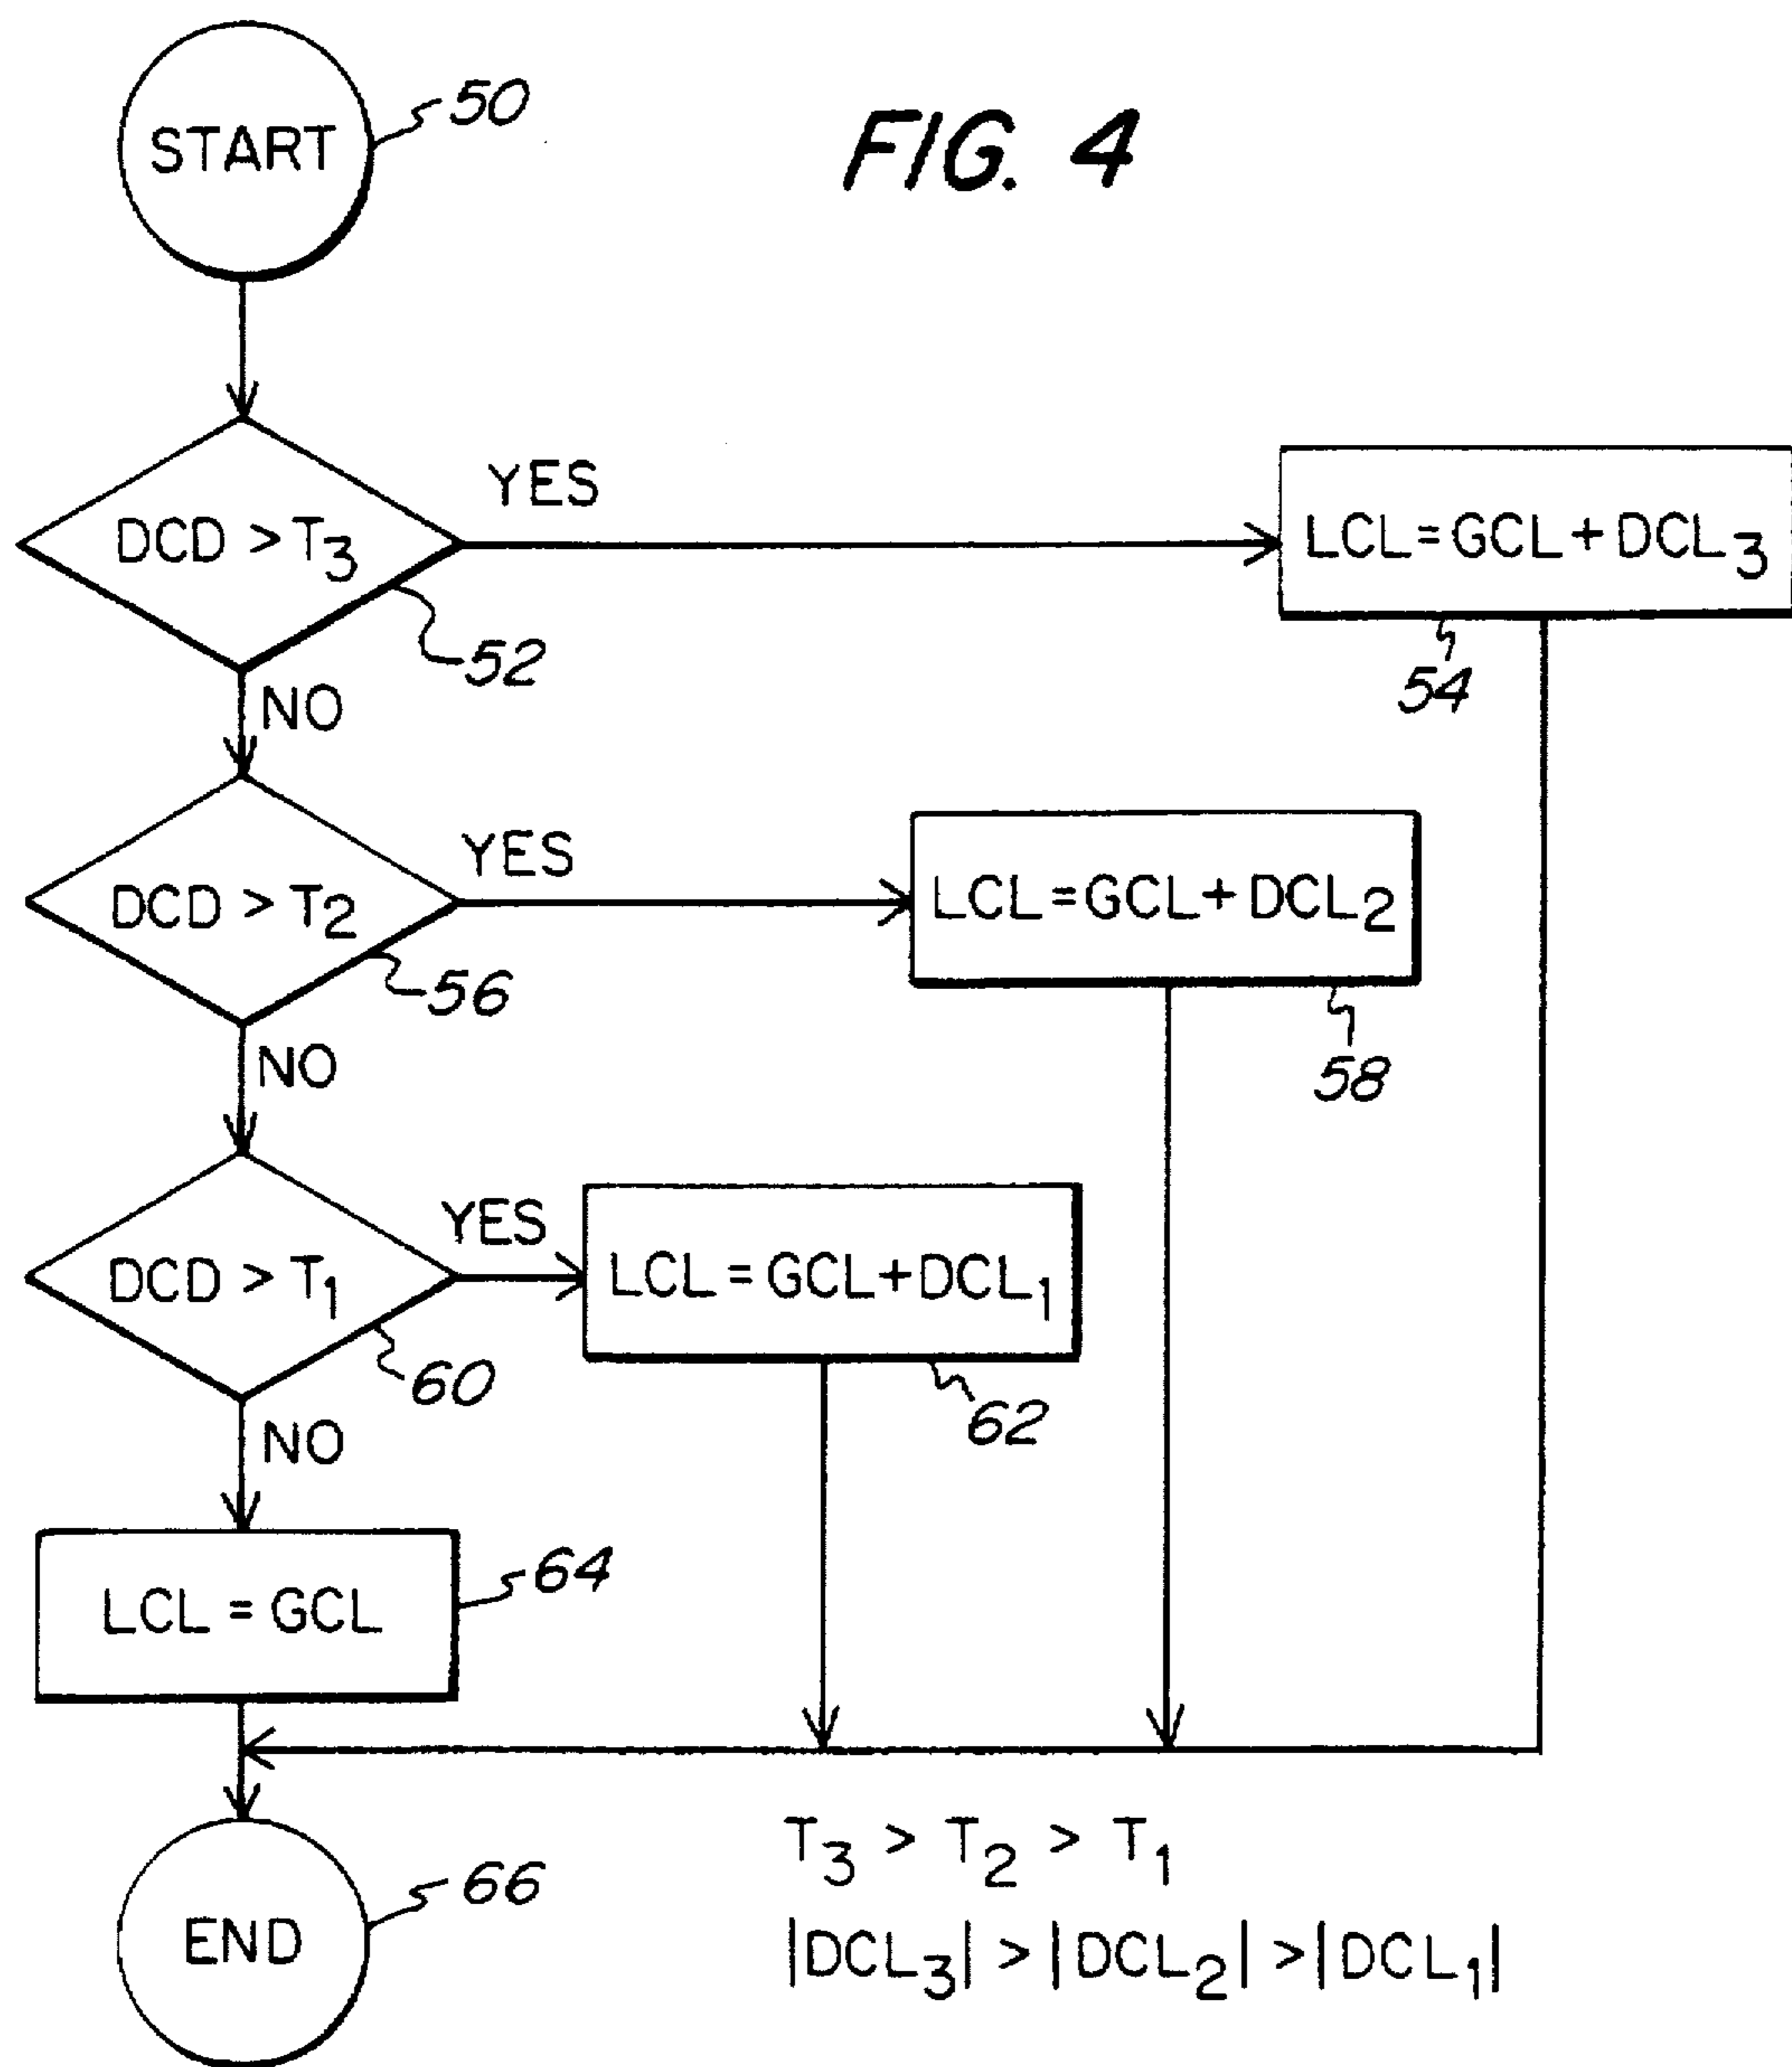 START
50
FIG. 4
DCD > T₃
YES
52
LCL=GCL+DCL₃
54
NO
DCD > T₂
YES
56
LCL=GCL+DCL₂
58
NO
DCD > T₁
YES
60
LCL=GCL+DCL₁
62
NO
LCL = GCL
64
T₃ > T₂ > T₁
|DCL₃| > |DCL₂| > |DCL₁|
END
66